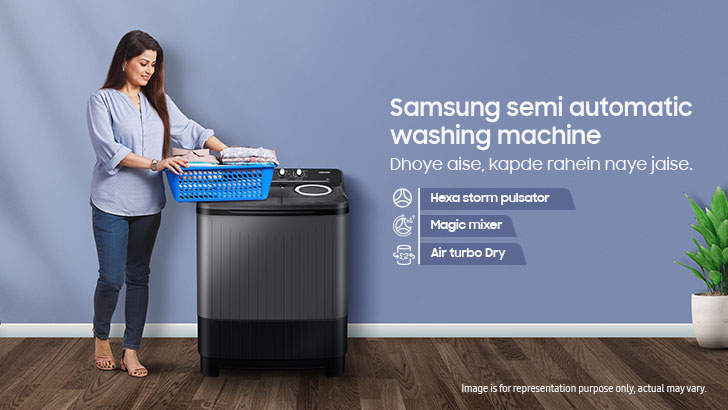 Samsung semi automatic
washing machine
Dhoye aise, kapde rahein naye jaise.
Hexa storm pulsator
Magic mixer
Air turbo Dry
Image is for representation purpose only, actual may vary.